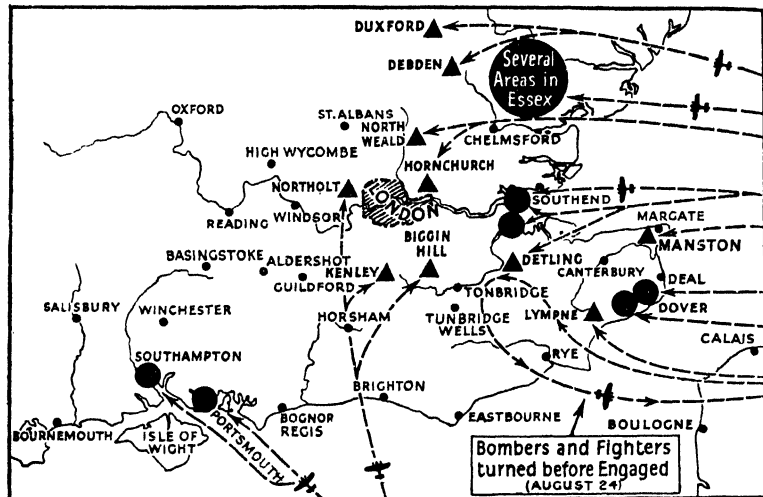 DUXFORD
DEBDEN
Several
Areas in
Essex
OXFORD
ST. ALBANS
NORTH
WEALD
CHELMSFORD
HIGH WYCOMBE
HORNCHURCH
NORTHOLT
LONDON
SOUTHEND
READING
WINDSOR
MARGATE
MANSTON
BIGGIN
HILL
BASINGSTOKE
ALDERSHOT
KENLEY
DETLING
CANTERBURY
GUILDFORD
DEAL
TONBRIDGE
SALISBURY
WINCHESTER
HORSHAM
TUNBRIDGE
WELLS
LYMPNE
DOVER
CALAIS
SOUTHAMPTON
RYE
BRIGHTON
PORTSMOUTH
BOGNOR
REGIS
EASTBOURNE
BOULOGNE
BOURNEMOUTH
ISLE OF
WIGHT
Bombers and Fighters
turned before Engaged
(AUGUST 24)